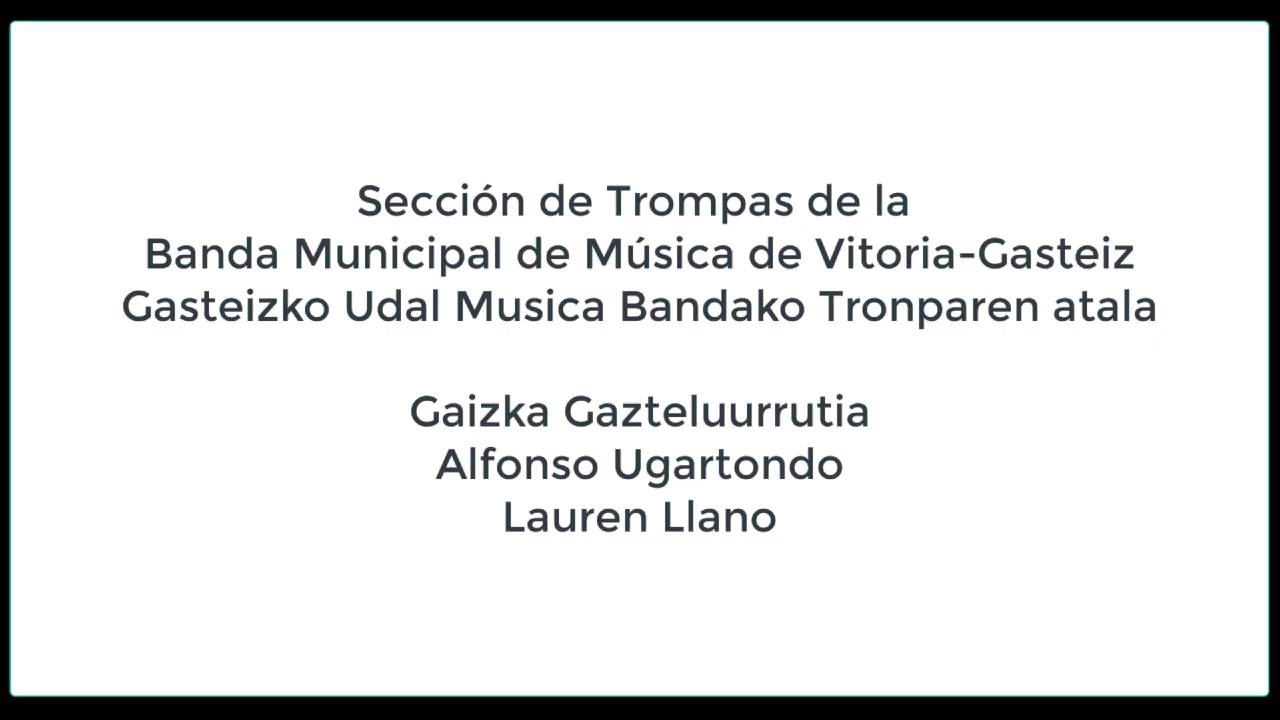 Sección de Trompas de la
Banda Municipal de Música de Vitoria-Gasteiz
Gasteizko Udal Musica Bandako Tronparen atala
Gaizka Gazteluurrutia
Alfonso Ugartondo
Lauren Llano